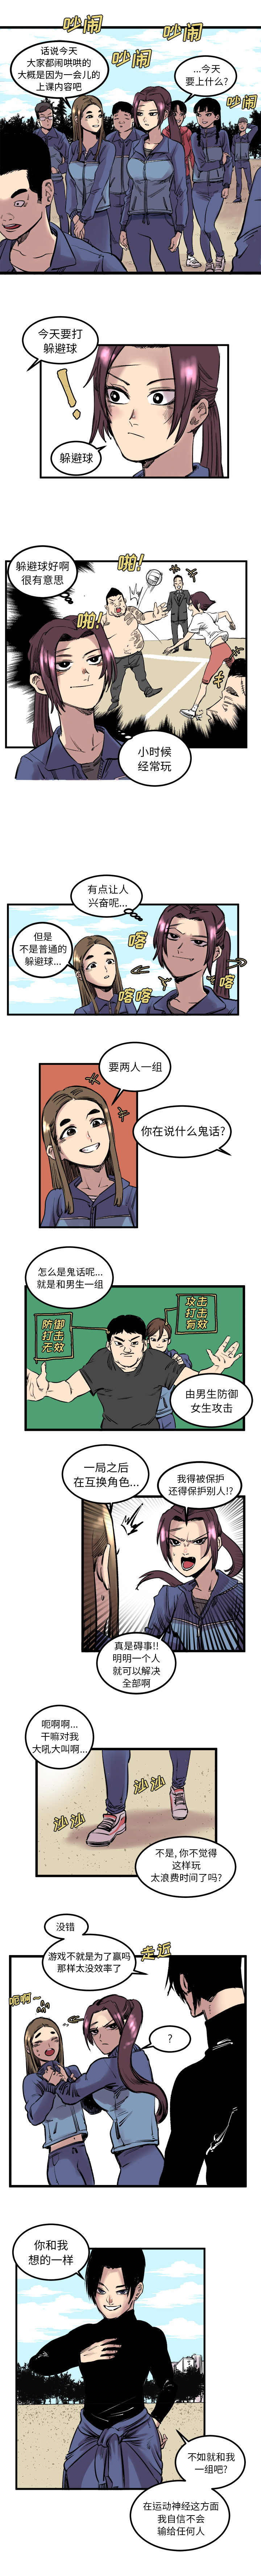 吵闹
吵闹
吵闹
吵闹
话说今天
大家都闹哄哄的
大概是因为一会儿的
上课内容吧
...今天
要上什么?
今天要打
躲避球
!
躲避球
躲避球好啊
很有意思
啪!
啪!
小时候
经常玩
有点让人
兴奋呢...
但是
不是普通的
躲避球...
喀
喀喀
喀
要两人一组
你在说什么鬼话?
怎么是鬼话呢...
就是和男生一组
防御
打击
无效
攻击
打击
有效
由男生防御
女生攻击
一局之后
在互换角色...
我得被保护
还得保护别人!?
真是碍事!!
明明一个人
就可以解决
全部啊
呃啊啊...
干嘛对我
大吼大叫啊...
沙沙
沙沙
不是, 你不觉得
这样玩
太浪费时间了吗?
没错
游戏不就是为了赢吗
那样太没效率了
走近
呃啊~
?
你和我
想的一样
不如就和我
一组吧?
在运动神经这方面
我自信不会
输给任何人